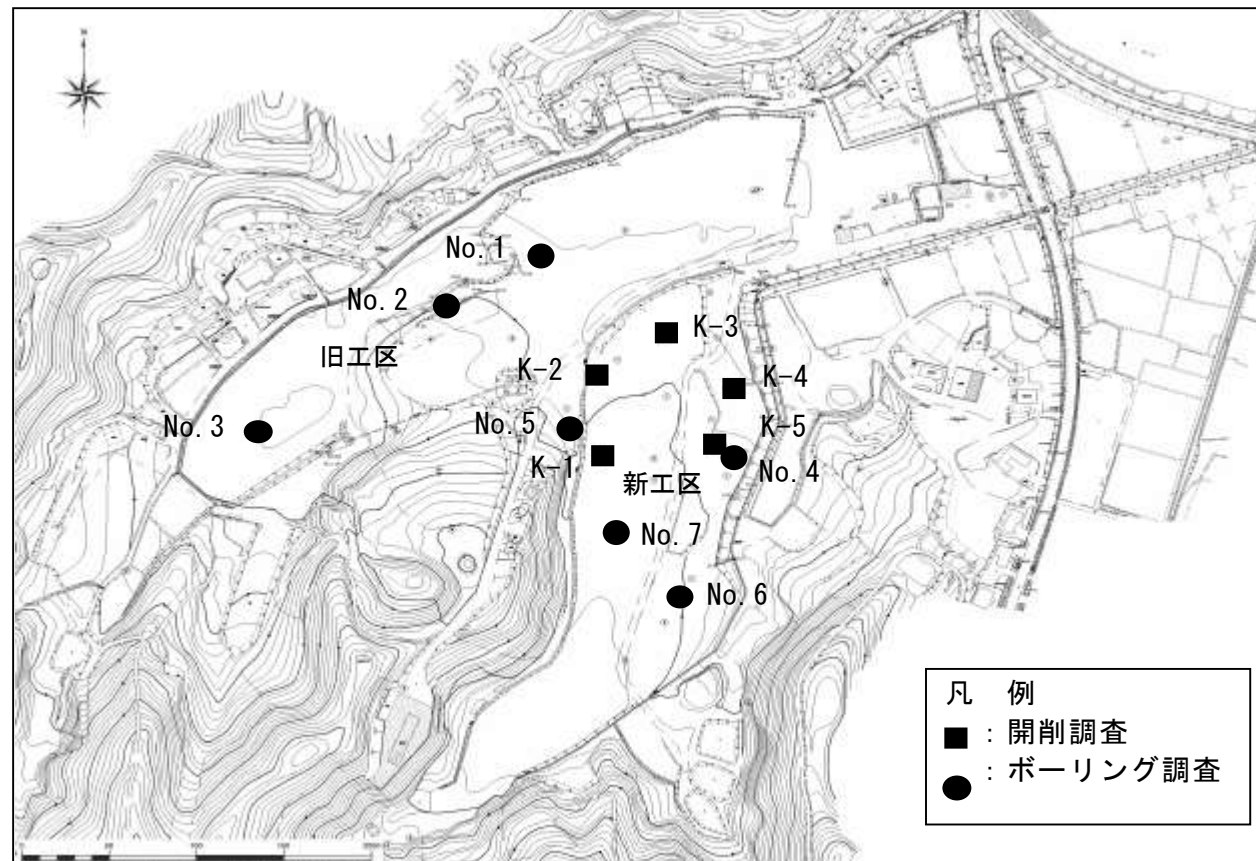 No. 1
No. 2
旧工区
K-3
K-2
K-4
No. 3
No. 5
K-5
K-1
No. 4
新工区
No. 7
No. 6
凡 例
■ : 開削調査
● : ボーリング調査